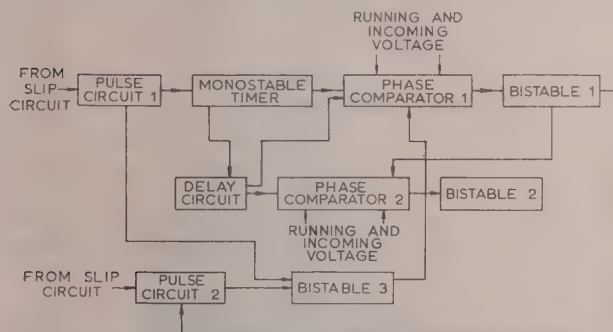 RUNNING AND
INCOMING
VOLTAGE
FROM
SLIP
CIRCUIT
PULSE
CIRCUIT 1
MONOSTABLE
TIMER
PHASE
COMPARATOR 1
BISTABLE 1
DELAY
CIRCUIT
PHASE
COMPARATOR 2
BISTABLE 2
RUNNING AND
INCOMING
VOLTAGE
FROM SLIP
CIRCUIT
PULSE
CIRCUIT 2
BISTABLE 3